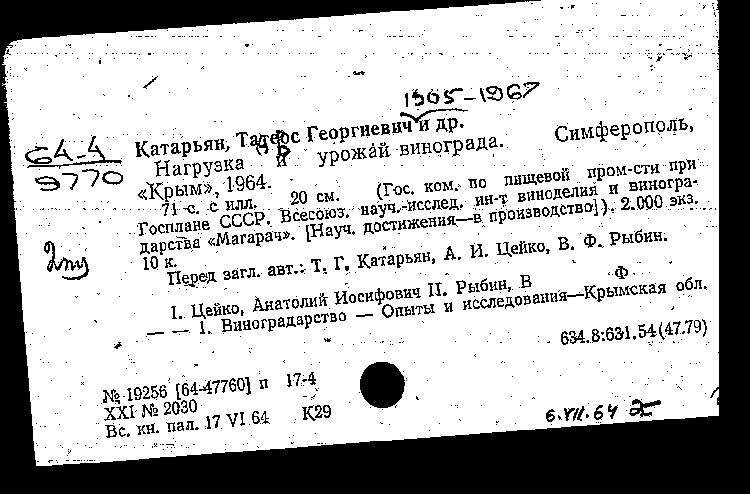 1905-1967
64-4
9770
Катарьян, Татеос Георгиевич и др.
Нагрузка и урожай винограда. Симферополь,
«Крым», 1964.
71 с. с илл. 20 см. (Гос. ком. по пищевой пром-сти при
Госплане СССР. Всесоюз. науч.-исслед. ин-т виноделия и виногра-
дарства «Магарач». [Науч. достижения—в производство]). 2.000 экз.
10 к.
Перед загл. авт.: Т. Г. Катарьян, А. И. Цейко, В. Ф. Рыбин.
I. Цейко, Анатолий Иосифович II. Рыбин, В Ф
— — 1. Виноградарство — Опыты и исследования—Крымская обл.
634.8:631.54(47.79)
№ 19256 [64-47760] п 17-4
XXI № 2030
Вс. кн. пал. 17 VI 64 К29
6.VII.64